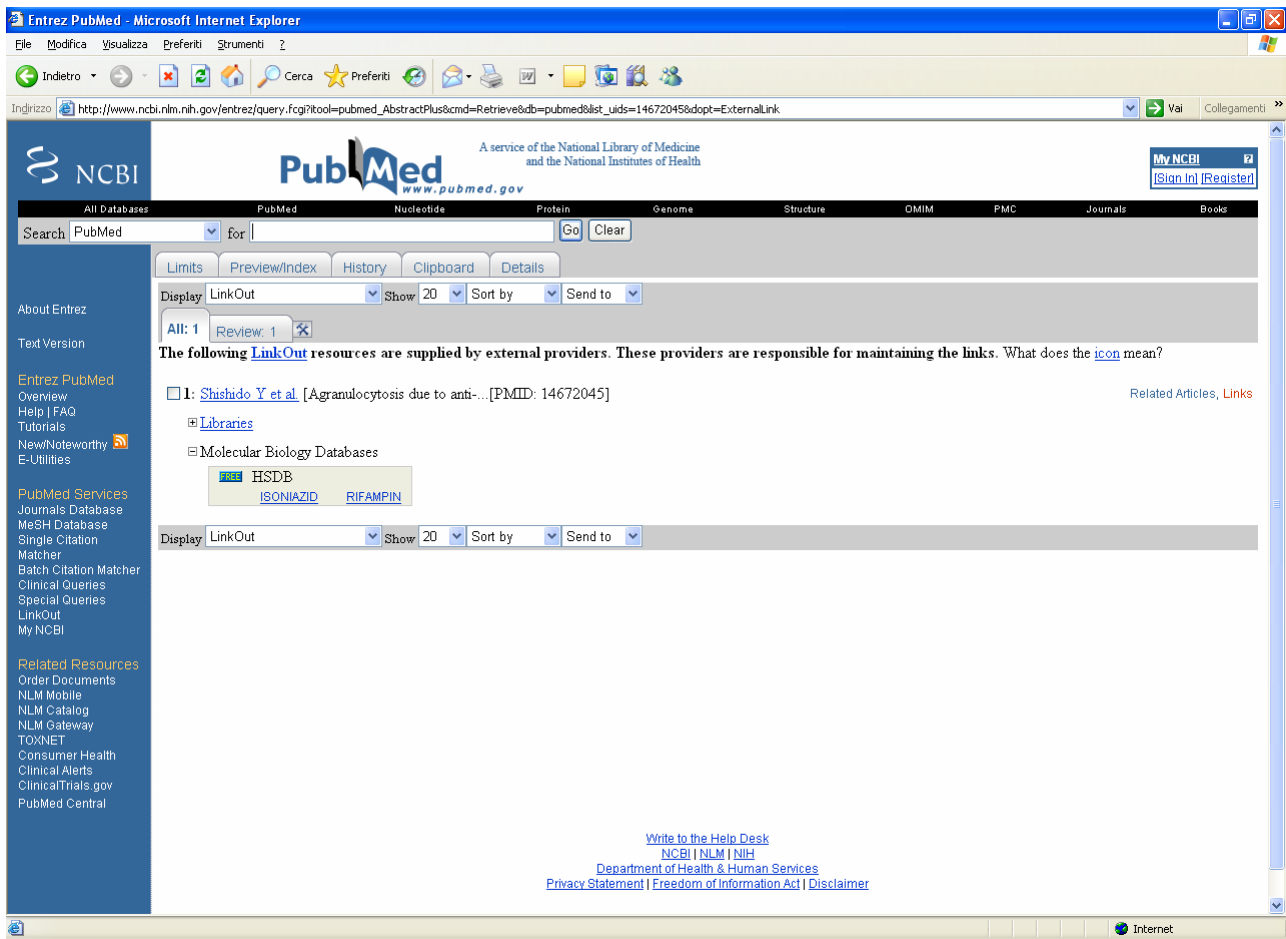 Entrez PubMed - Microsoft Internet Explorer
File Modifica Visualizza Preferiti Strumenti ?
Indietro Cerca Preferiti
Indirizzo http://www.ncbi.nlm.nih.gov/entrez/query.fcgi?itool=pubmed_AbstractPlus&cmd=Retrieve&db=pubmed&list_uids=14672045&dopt=ExternalLink Vai Collegamenti »
NCBI
PubMed
www.pubmed.gov
A service of the National Library of Medicine
and the National Institutes of Health
My NCBI ?
[Sign In] [Register]
All Databases PubMed Nucleotide Protein Genome Structure OMIM PMC Journals Books
Search PubMed for Go Clear
Limits Preview/Index History Clipboard Details
Display LinkOut Show 20 Sort by Send to
All: 1 Review: 1
The following LinkOut resources are supplied by external providers. These providers are responsible for maintaining the links. What does the icon mean?
1: Shishido Y et al. [Agranulocytosis due to anti-...[PMID: 14672045] Related Articles, Links
Libraries
Molecular Biology Databases
FREE HSDB
ISONIAZID RIFAMPIN
Display LinkOut Show 20 Sort by Send to
About Entrez
Text Version
Entrez PubMed
Overview
Help | FAQ
Tutorials
New/Noteworthy
E-Utilities
PubMed Services
Journals Database
MeSH Database
Single Citation
Matcher
Batch Citation Matcher
Clinical Queries
Special Queries
LinkOut
My NCBI
Related Resources
Order Documents
NLM Mobile
NLM Catalog
NLM Gateway
TOXNET
Consumer Health
Clinical Alerts
ClinicalTrials.gov
PubMed Central
Write to the Help Desk
NCBI | NLM | NIH
Department of Health & Human Services
Privacy Statement | Freedom of Information Act | Disclaimer
Internet